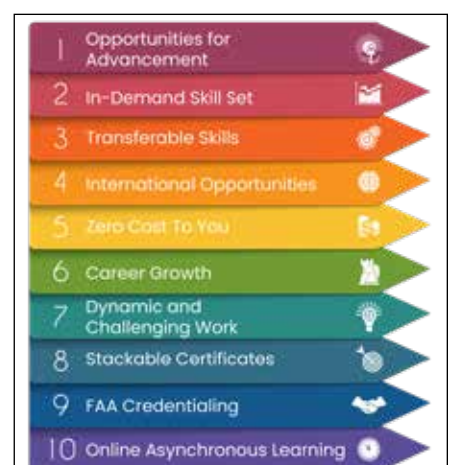 1 Opportunities for
Advancement
2 In-Demand Skill Set
3 Transferable Skills
4 International Opportunities
5 Zero Cost To You
6 Career Growth
7 Dynamic and
Challenging Work
8 Stackable Certificates
9 FAA Credentialing
10 Online Asynchronous Learning